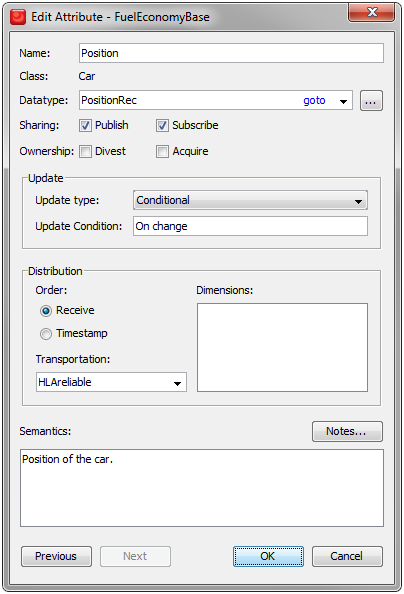 Edit Attribute - FuelEconomyBase
Name: Position
Class: Car
Datatype: PositionRec goto ...
Sharing: Publish Subscribe
Ownership: Divest Acquire
Update
Update type: Conditional
Update Condition: On change
Distribution
Order: Dimensions:
Receive
Timestamp
Transportation:
HLAreliable
Semantics: Notes...
Position of the car.
Previous Next OK Cancel